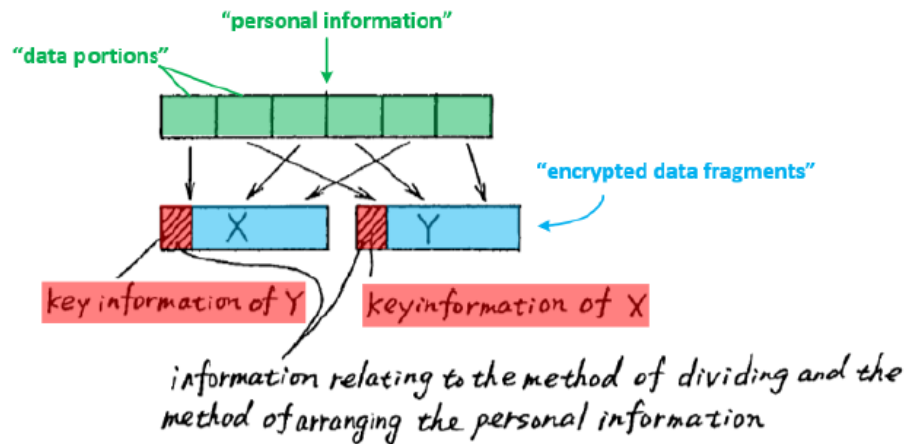 “personal information”
“data portions”
“encrypted data fragments”
X
Y
key information of Y
keyinformation of X
information relating to the method of dividing and the
method of arranging the personal information